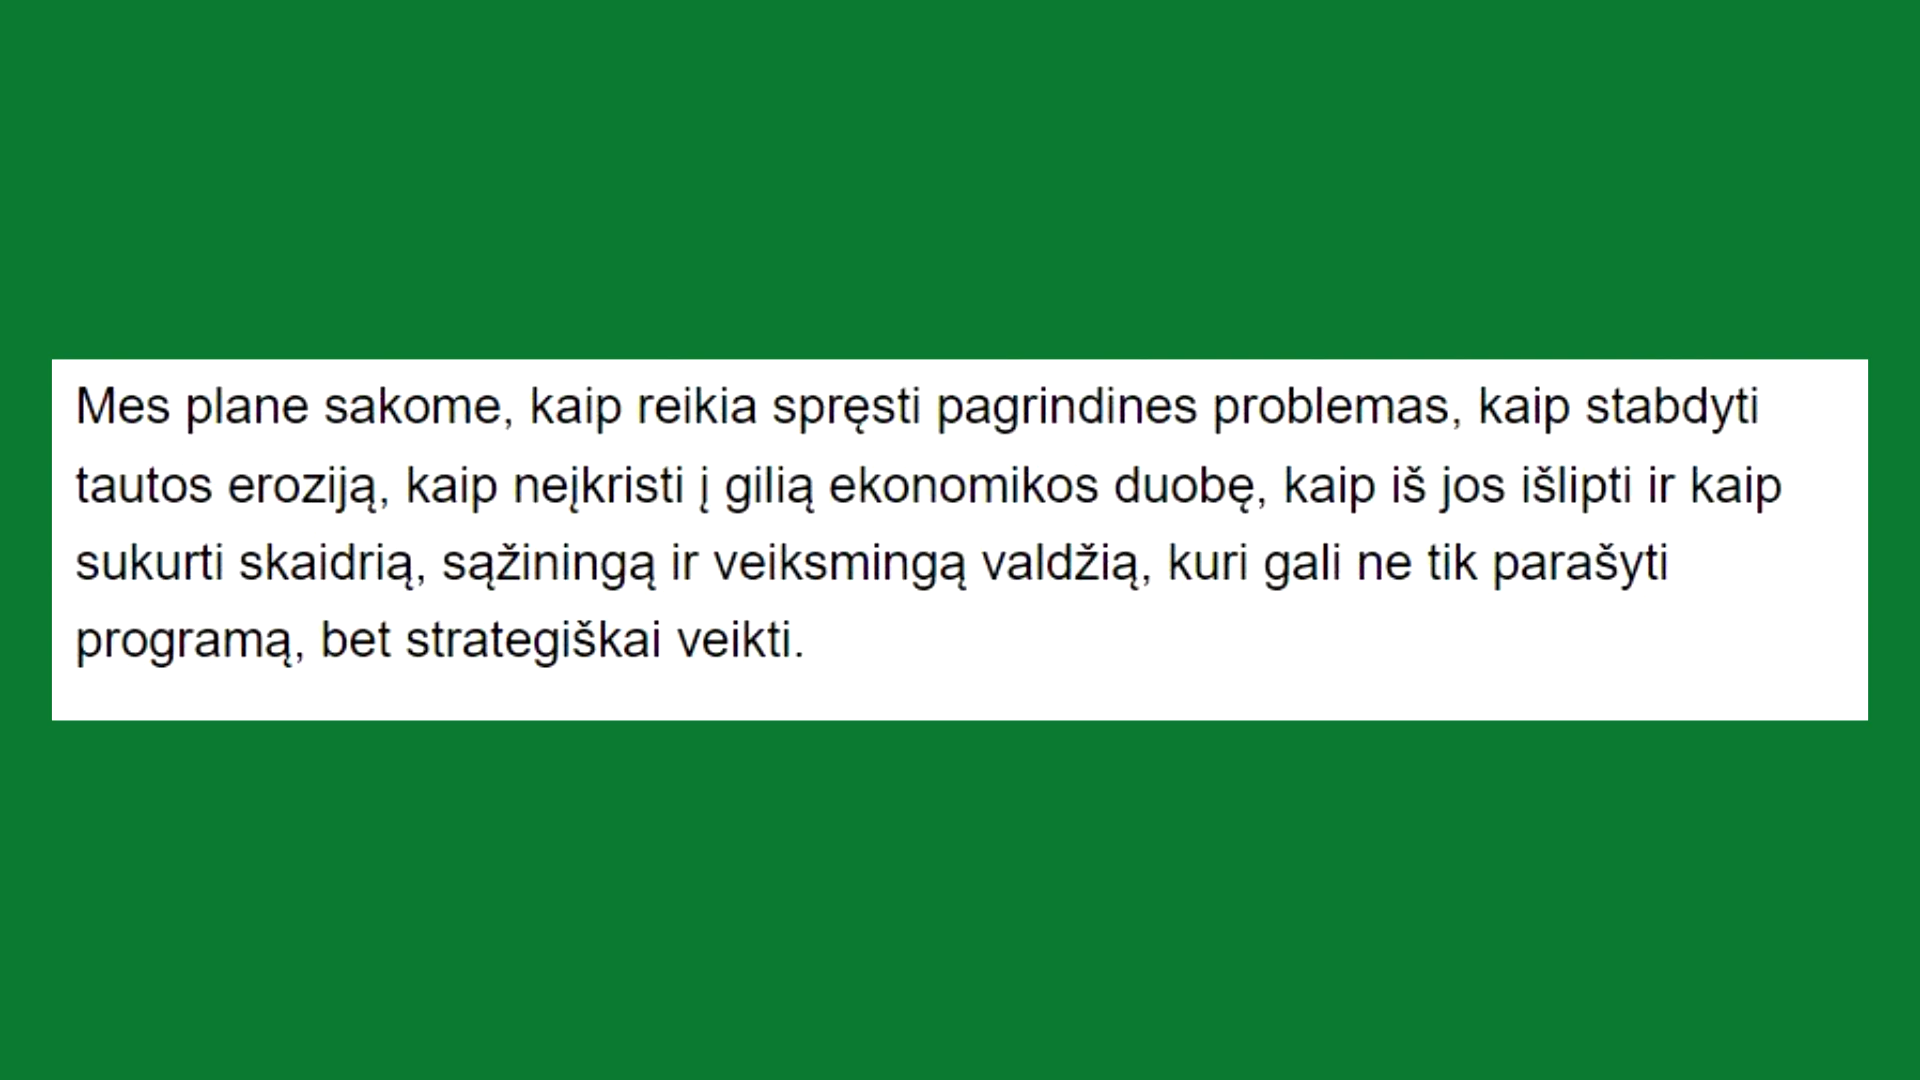 Mes plane sakome, kaip reikia spręsti pagrindines problemas, kaip stabdyti
tautos eroziją, kaip neįkristi į gilią ekonomikos duobę, kaip iš jos išlipti ir kaip
sukurti skaidrią, sąžiningą ir veiksmingą valdžią, kuri gali ne tik parašyti
programą, bet strategiškai veikti.